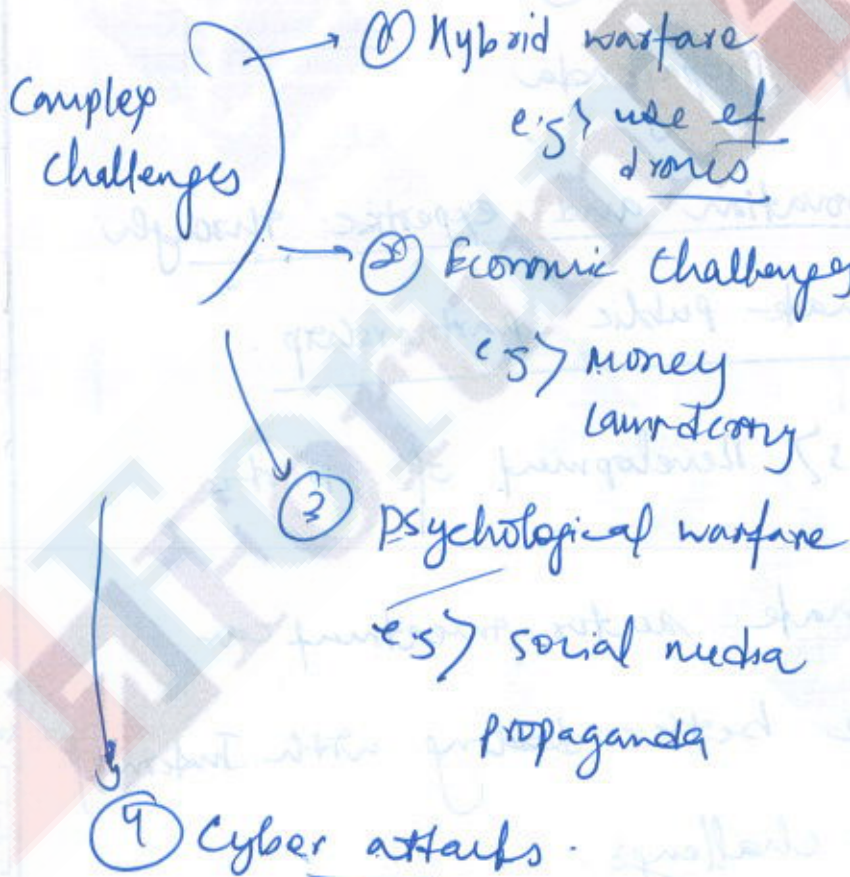 Complex
Challenges
① Hybrid warfare
e.g> use of
drones
② Economic Challenges
e.g> Money
③ Psychological warfare
e.g> social media
propaganda
④ Cyber attacks.
Forum